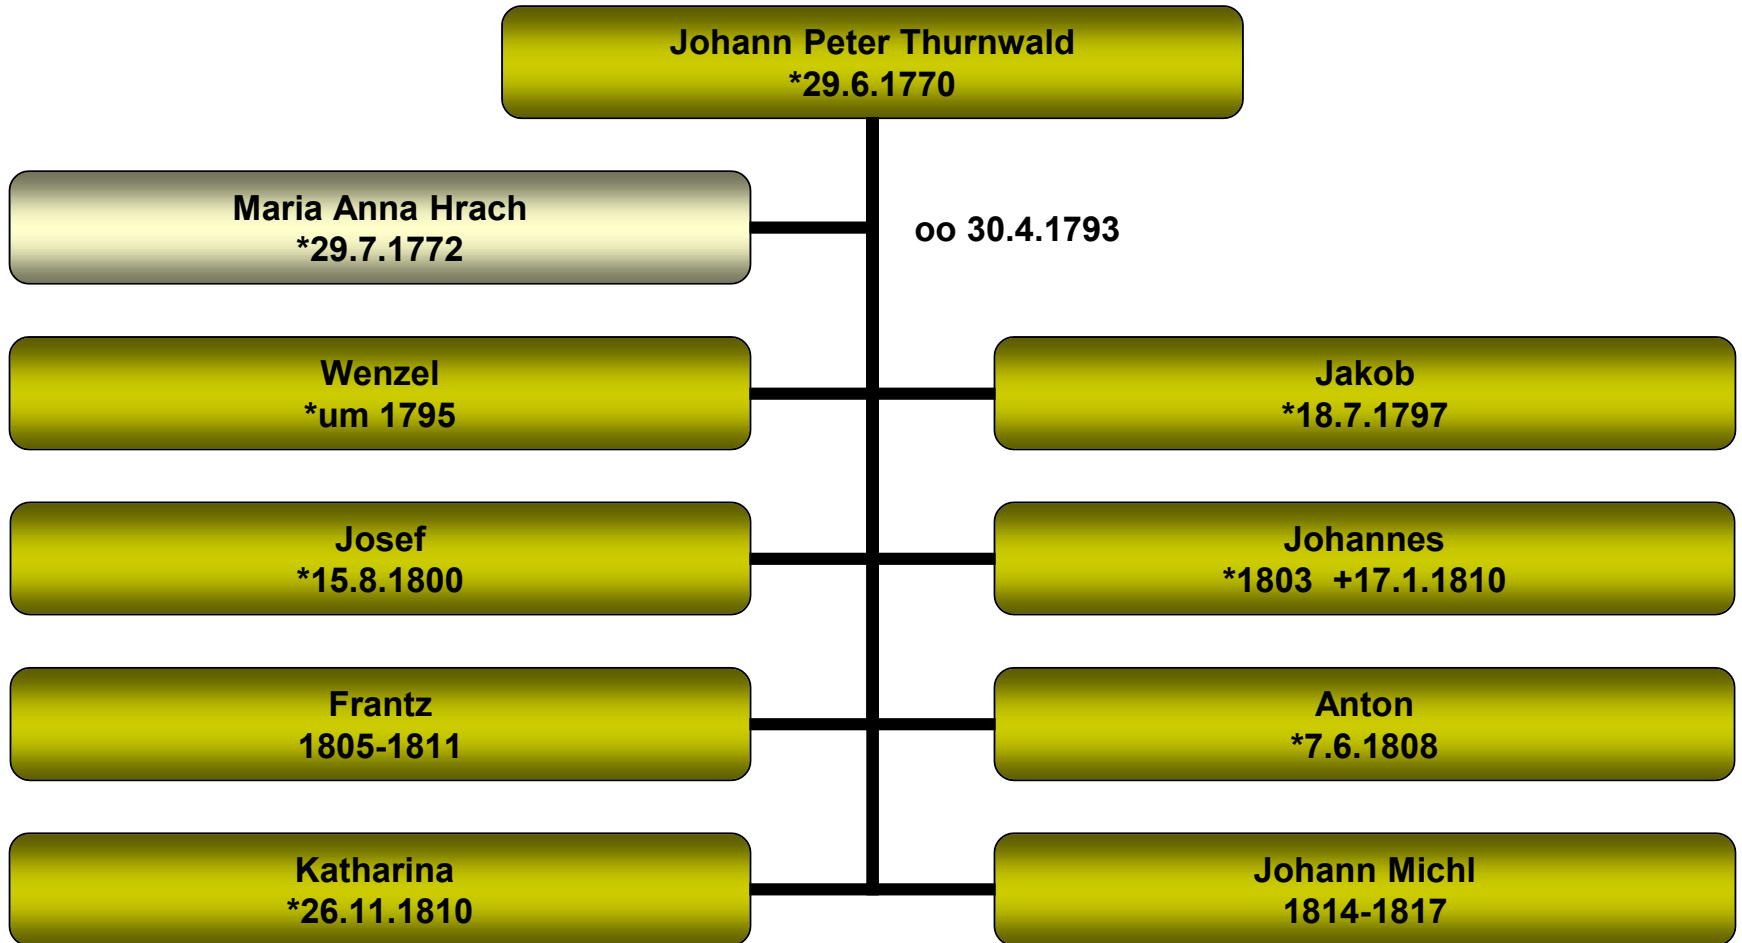 Johann Peter Thurnwald
*29.6.1770
Maria Anna Hrach
*29.7.1772
oo 30.4.1793
Wenzel
*um 1795
Jakob
*18.7.1797
Josef
*15.8.1800
Johannes
*1803  +17.1.1810
Frantz
1805-1811
Anton
*7.6.1808
Katharina
*26.11.1810
Johann Michl
1814-1817